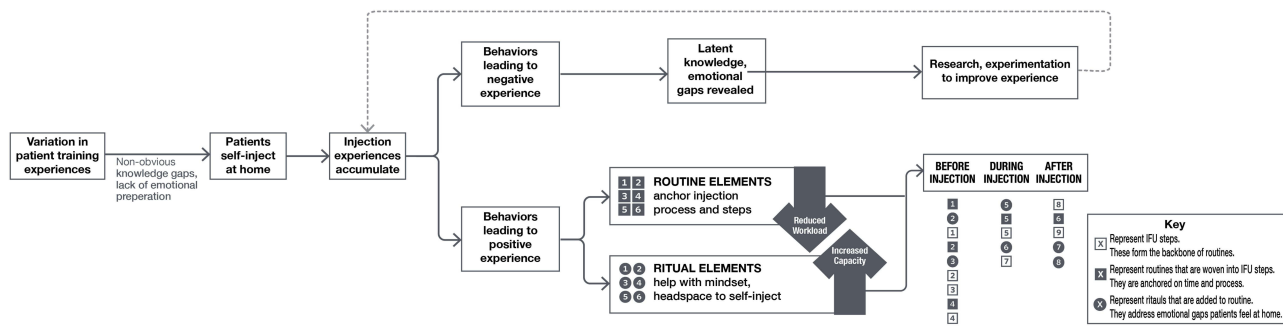 Variation in
patient training
experiences
Non-obvious
knowledge gaps,
lack of emotional
preperation
Patients
self-inject
at home
Injection
experiences
accumulate
Behaviors
leading to
negative
experience
Latent
knowledge,
emotional
gaps revealed
Research, experimentation
to improve experience
Behaviors
leading to
positive
experience
1 2 ROUTINE ELEMENTS
3 4 anchor injection
5 6 process and steps
Reduced
Workload
1 2 RITUAL ELEMENTS
3 4 help with mindset,
5 6 headspace to self-inject
Increased
Capacity
BEFORE
INJECTION
1
2
1
2
3
2
3
4
4
DURING
INJECTION
5
5
5
6
7
AFTER
INJECTION
8
6
9
7
8
Key
X Represent IFU steps.
These form the backbone of routines.
X Represent routines that are woven into IFU steps.
They are anchored on time and process.
X Represent ritauls that are added to routine.
They address emotional gaps patients feel at home.